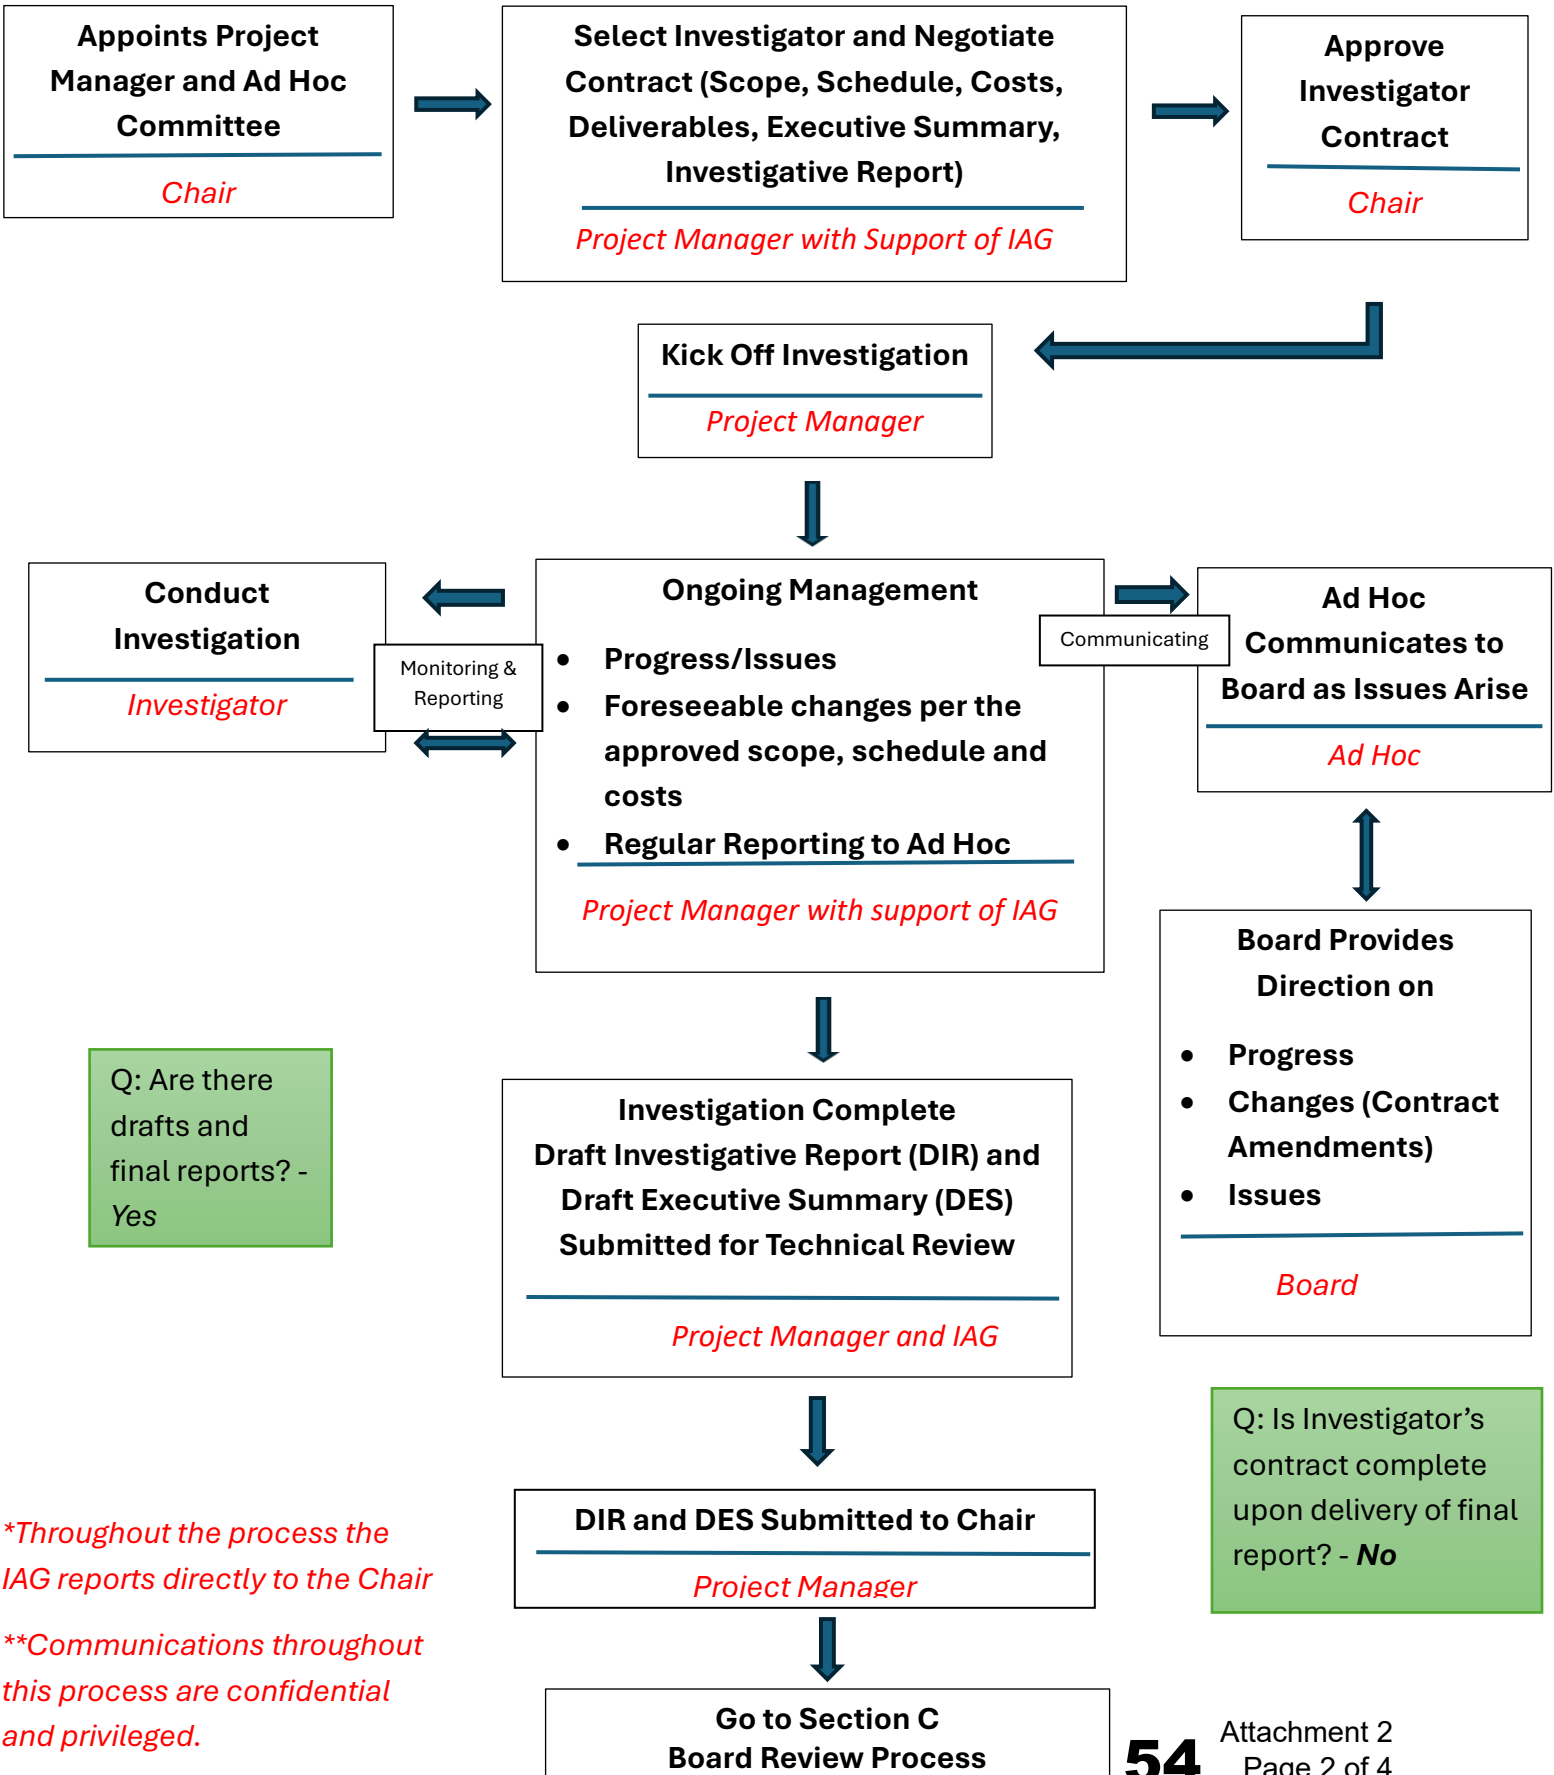 Appoints Project
Manager and Ad Hoc
Committee
Chair
Select Investigator and Negotiate
Contract (Scope, Schedule, Costs,
Deliverables, Executive Summary,
Investigative Report)
Project Manager with Support of IAG
Approve
Investigator
Contract
Chair
Kick Off Investigation
Project Manager
Conduct
Investigation
Investigator
Monitoring &
Reporting
Ongoing Management
• Progress/Issues
• Foreseeable changes per the
approved scope, schedule and
costs
• Regular Reporting to Ad Hoc
Project Manager with support of IAG
Communicating
Ad Hoc
Communicates to
Board as Issues Arise
Ad Hoc
Board Provides
Direction on
• Progress
• Changes (Contract
Amendments)
• Issues
Board
Q: Are there
drafts and
final reports? -
Yes
Investigation Complete
Draft Investigative Report (DIR) and
Draft Executive Summary (DES)
Submitted for Technical Review
Project Manager and IAG
Q: Is Investigator’s
contract complete
upon delivery of final
report? - No
DIR and DES Submitted to Chair
Project Manager
*Throughout the process the
IAG reports directly to the Chair
**Communications throughout
this process are confidential
and privileged.
Go to Section C
Board Review Process
54
Attachment 2
Page 2 of 4